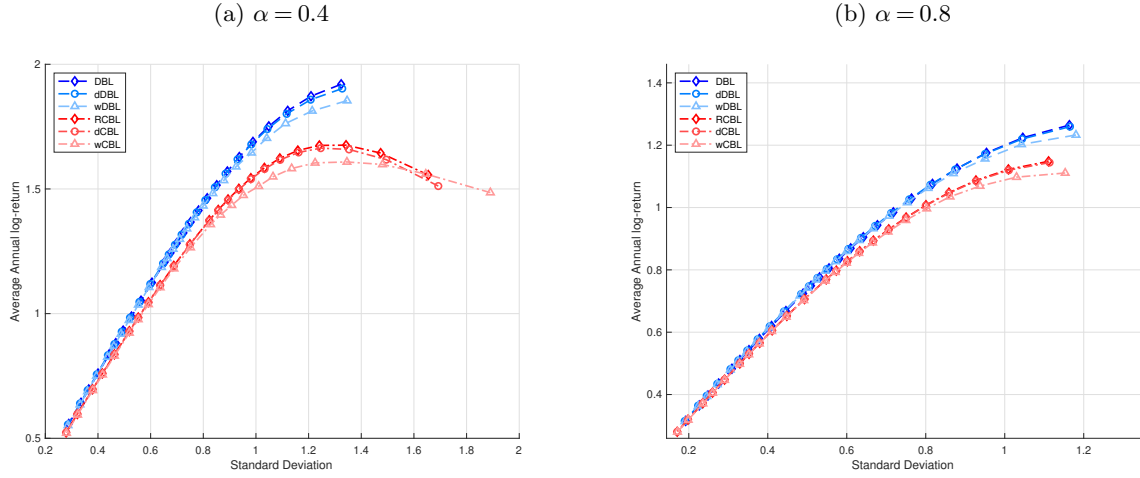 (a) α = 0.4
2
1.5
1
0.5
Average Annual log-return
DBL
dDBL
wDBL
RCBL
dCBL
wCBL
0.2 0.4 0.6 0.8 1 1.2 1.4 1.6 1.8 2
Standard Deviation
(b) α = 0.8
1.4
1.2
1
0.8
0.6
0.4
Average Annual log-return
DBL
dDBL
wDBL
RCBL
dCBL
wCBL
0.2 0.4 0.6 0.8 1 1.2
Standard Deviation